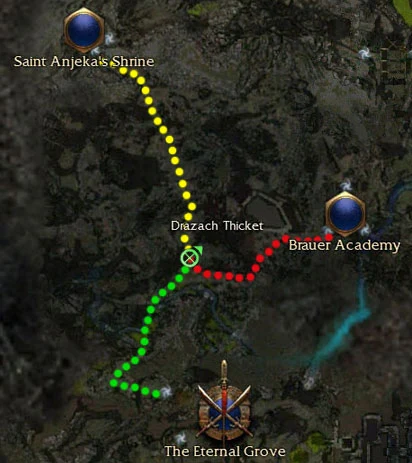 Saint Anjeka's Shrine
Drazach Thicket
Brauer Academy
The Eternal Grove